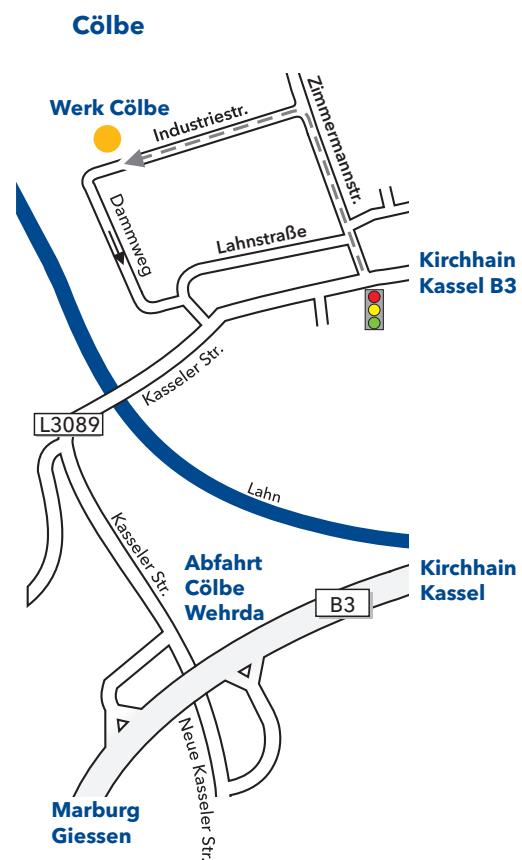 Cölbe
Werk Cölbe
Industriestr.
Zimmermannstr.
Dammweg
Lahnstraße
Kirchhain
Kassel B3
Kasseler Str.
L3089
Lahn
Kasseler Str.
Abfahrt
Cölbe
Wehrda
Kirchhain
Kassel
B3
Neue Kasseler Str.
Marburg
Giessen